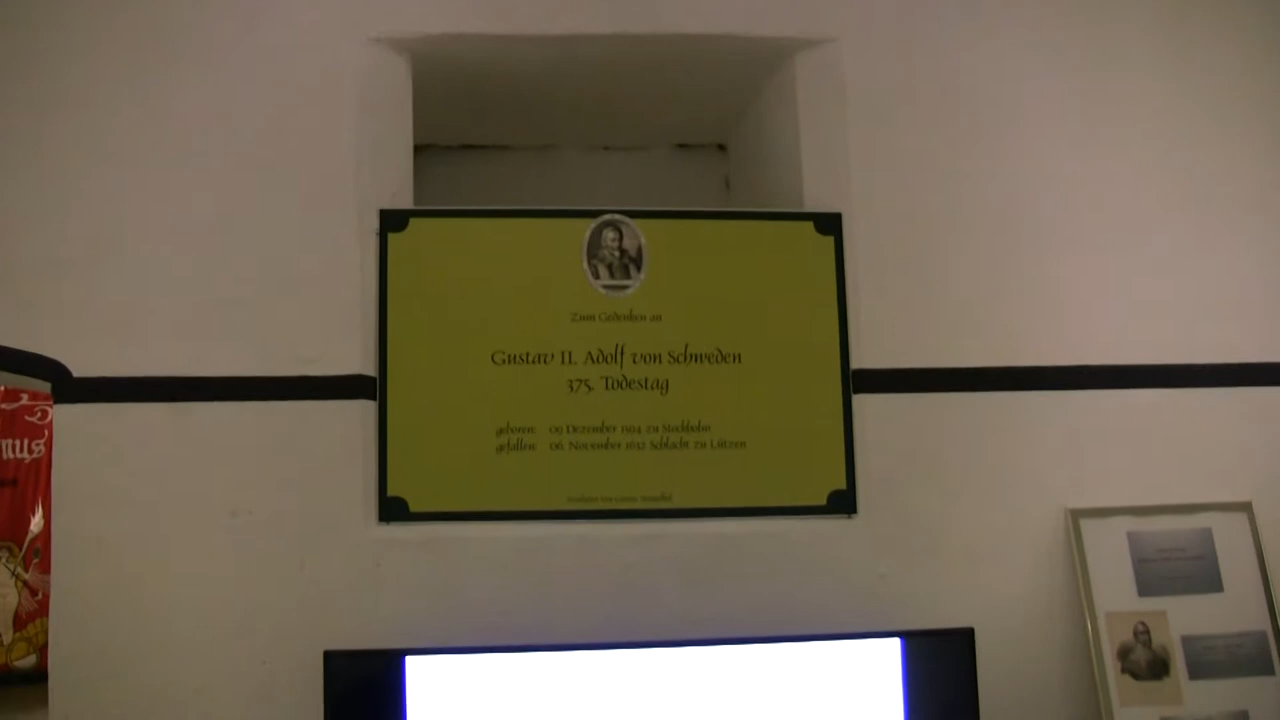 Zum Gedenken an
Gustav II. Adolf von Schweden
375. Todestag
geboren: 09 Dezember 1594 zu Stockholm
gefallen: 06. November 1632 Schlacht zu Lützen
nus